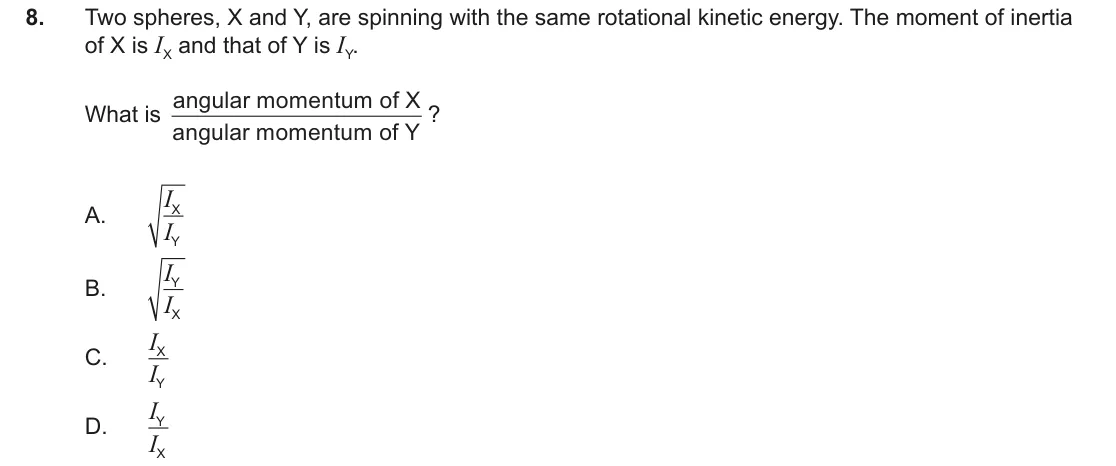 8. Two spheres, X and Y, are spinning with the same rotational kinetic energy. The moment of inertia
of X is I_X and that of Y is I_Y.
What is angular momentum of X / angular momentum of Y ?
A. √(I_X / I_Y)
B. √(I_Y / I_X)
C. I_X / I_Y
D. I_Y / I_X